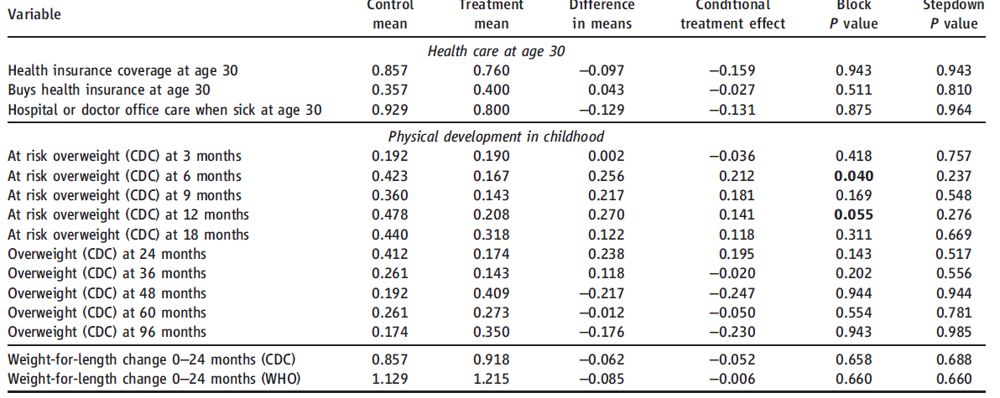 Variable Control Treatment Difference Conditional Block Stepdown
mean mean in means treatment effect P value P value
Health care at age 30
Health insurance coverage at age 30 0.857 0.760 −0.097 −0.159 0.943 0.943
Buys health insurance at age 30 0.357 0.400 0.043 −0.027 0.511 0.810
Hospital or doctor office care when sick at age 30 0.929 0.800 −0.129 −0.131 0.875 0.964
Physical development in childhood
At risk overweight (CDC) at 3 months 0.192 0.190 0.002 −0.036 0.418 0.757
At risk overweight (CDC) at 6 months 0.423 0.167 0.256 0.212 0.040 0.237
At risk overweight (CDC) at 9 months 0.360 0.143 0.217 0.181 0.169 0.548
At risk overweight (CDC) at 12 months 0.478 0.208 0.270 0.141 0.055 0.276
At risk overweight (CDC) at 18 months 0.440 0.318 0.122 0.118 0.311 0.669
Overweight (CDC) at 24 months 0.412 0.174 0.238 0.195 0.143 0.517
Overweight (CDC) at 36 months 0.261 0.143 0.118 −0.020 0.202 0.556
Overweight (CDC) at 48 months 0.192 0.409 −0.217 −0.247 0.944 0.944
Overweight (CDC) at 60 months 0.261 0.273 −0.012 −0.050 0.554 0.781
Overweight (CDC) at 96 months 0.174 0.350 −0.176 −0.230 0.943 0.985
Weight-for-length change 0–24 months (CDC) 0.857 0.918 −0.062 −0.052 0.658 0.688
Weight-for-length change 0–24 months (WHO) 1.129 1.215 −0.085 −0.006 0.660 0.660